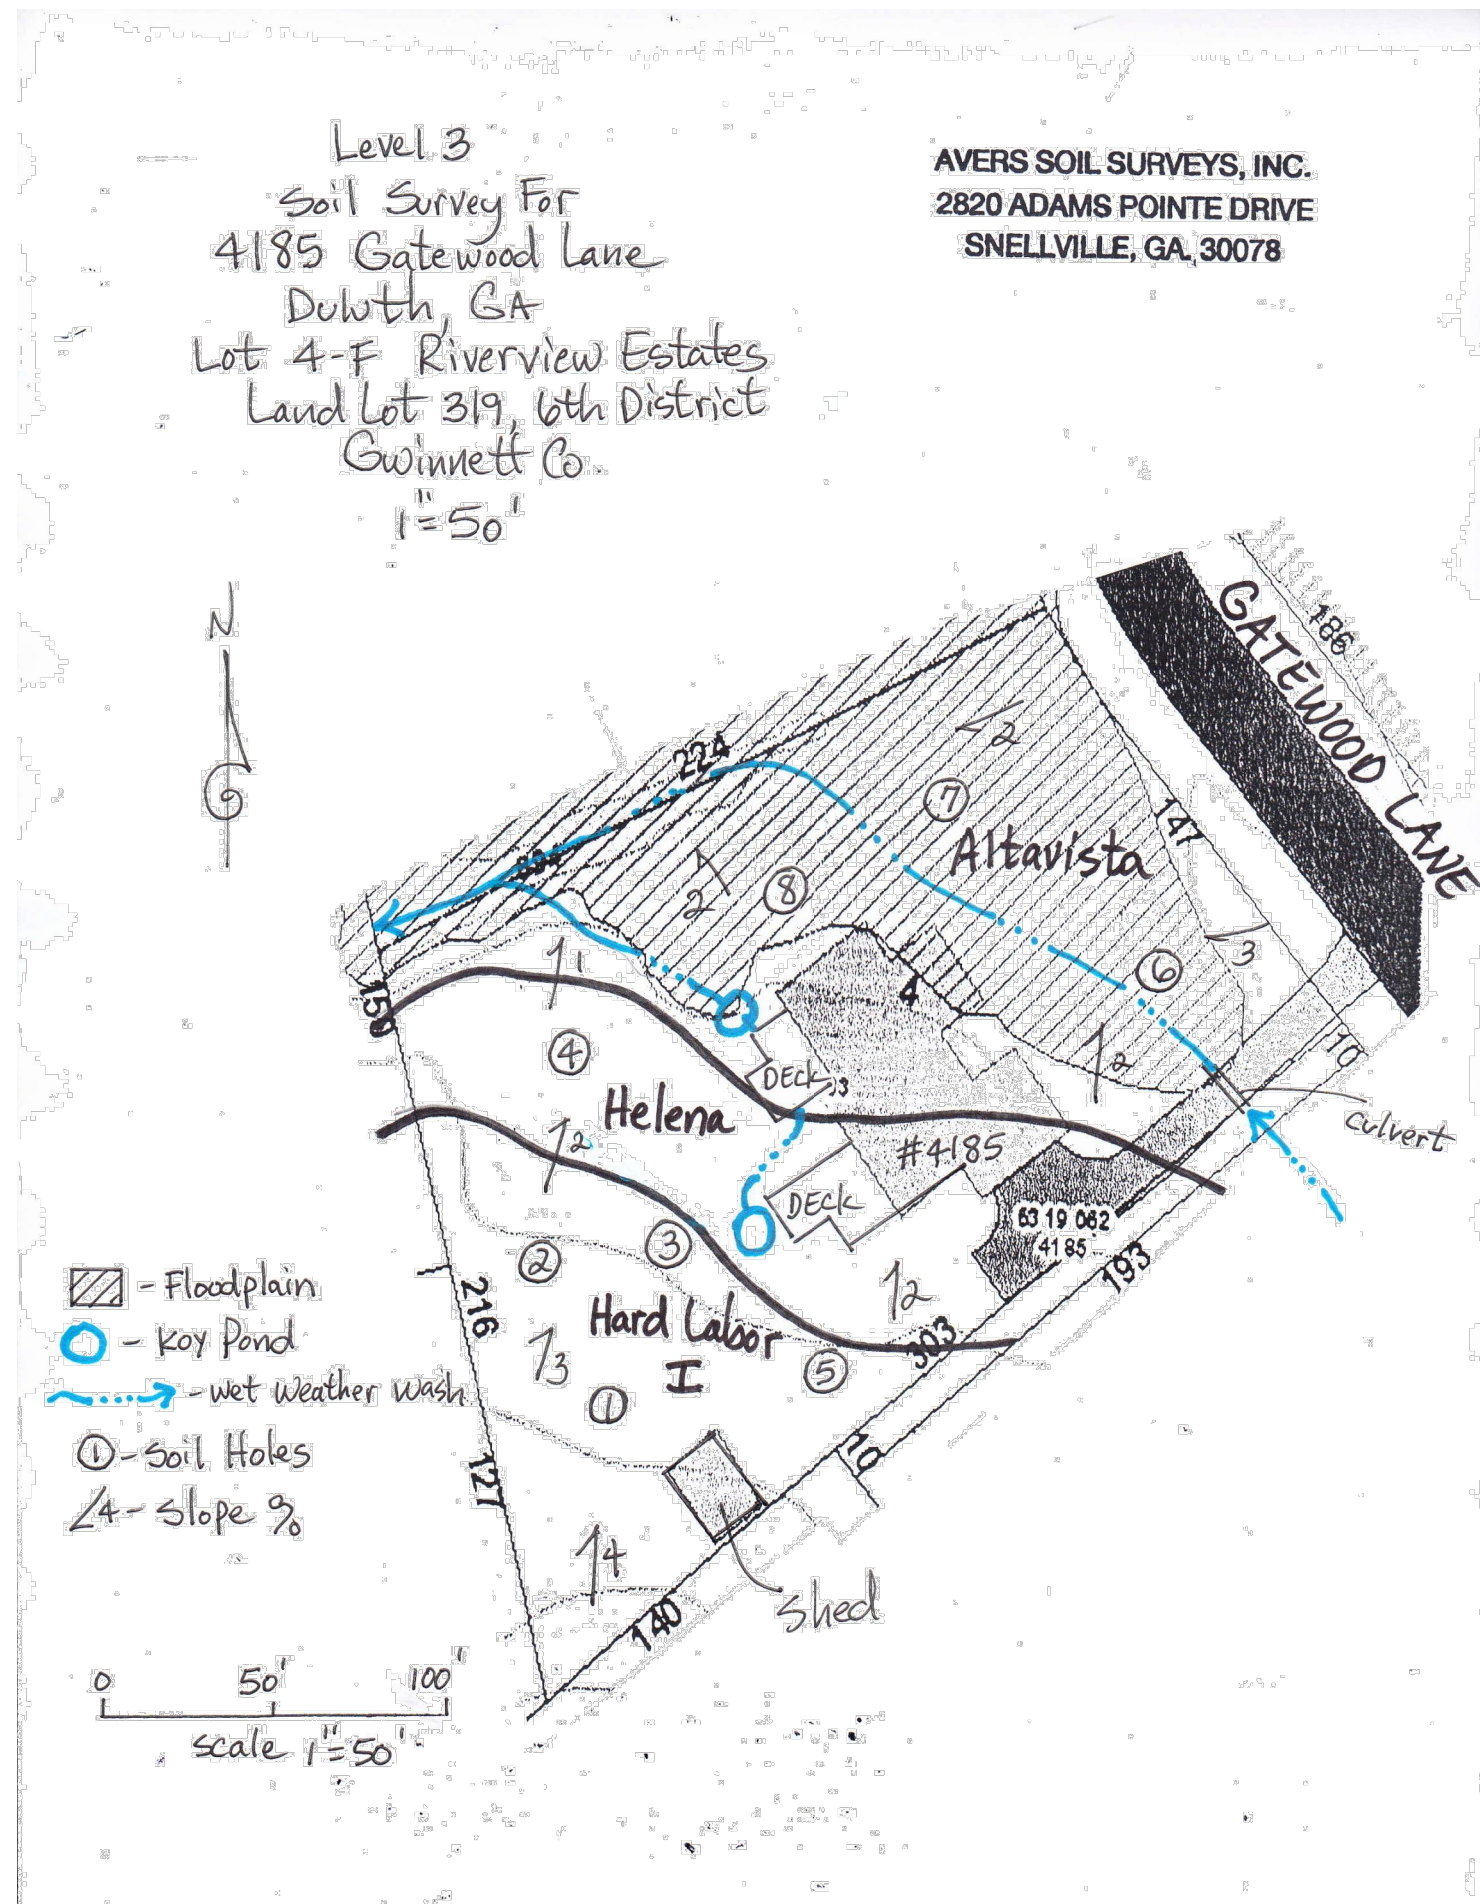 Level 3
Soil Survey For
4185 Gatewood Lane
Duluth, GA
Lot 4-F Riverview Estates
Land Lot 319, 6th District
Gwinnett Co.
1"=50'
AVERS SOIL SURVEYS, INC.
2820 ADAMS POINTE DRIVE
SNELLVILLE, GA. 30078
N
186
GATEWOOD LANE
224
2
7
147
Altavista
2
8
3
6
1
4
159
10
4
2
DECK
3
Helena
culvert
2
#4185
DECK
63 19 062
4185
193
3
2
2
303
Hard Labor
I
216
3
5
1
10
127
4
shed
140
- Floodplain
- Koy Pond
- Wet Weather Wash
1 - Soil Holes
4 - Slope %
0 50' 100'
scale 1"=50'